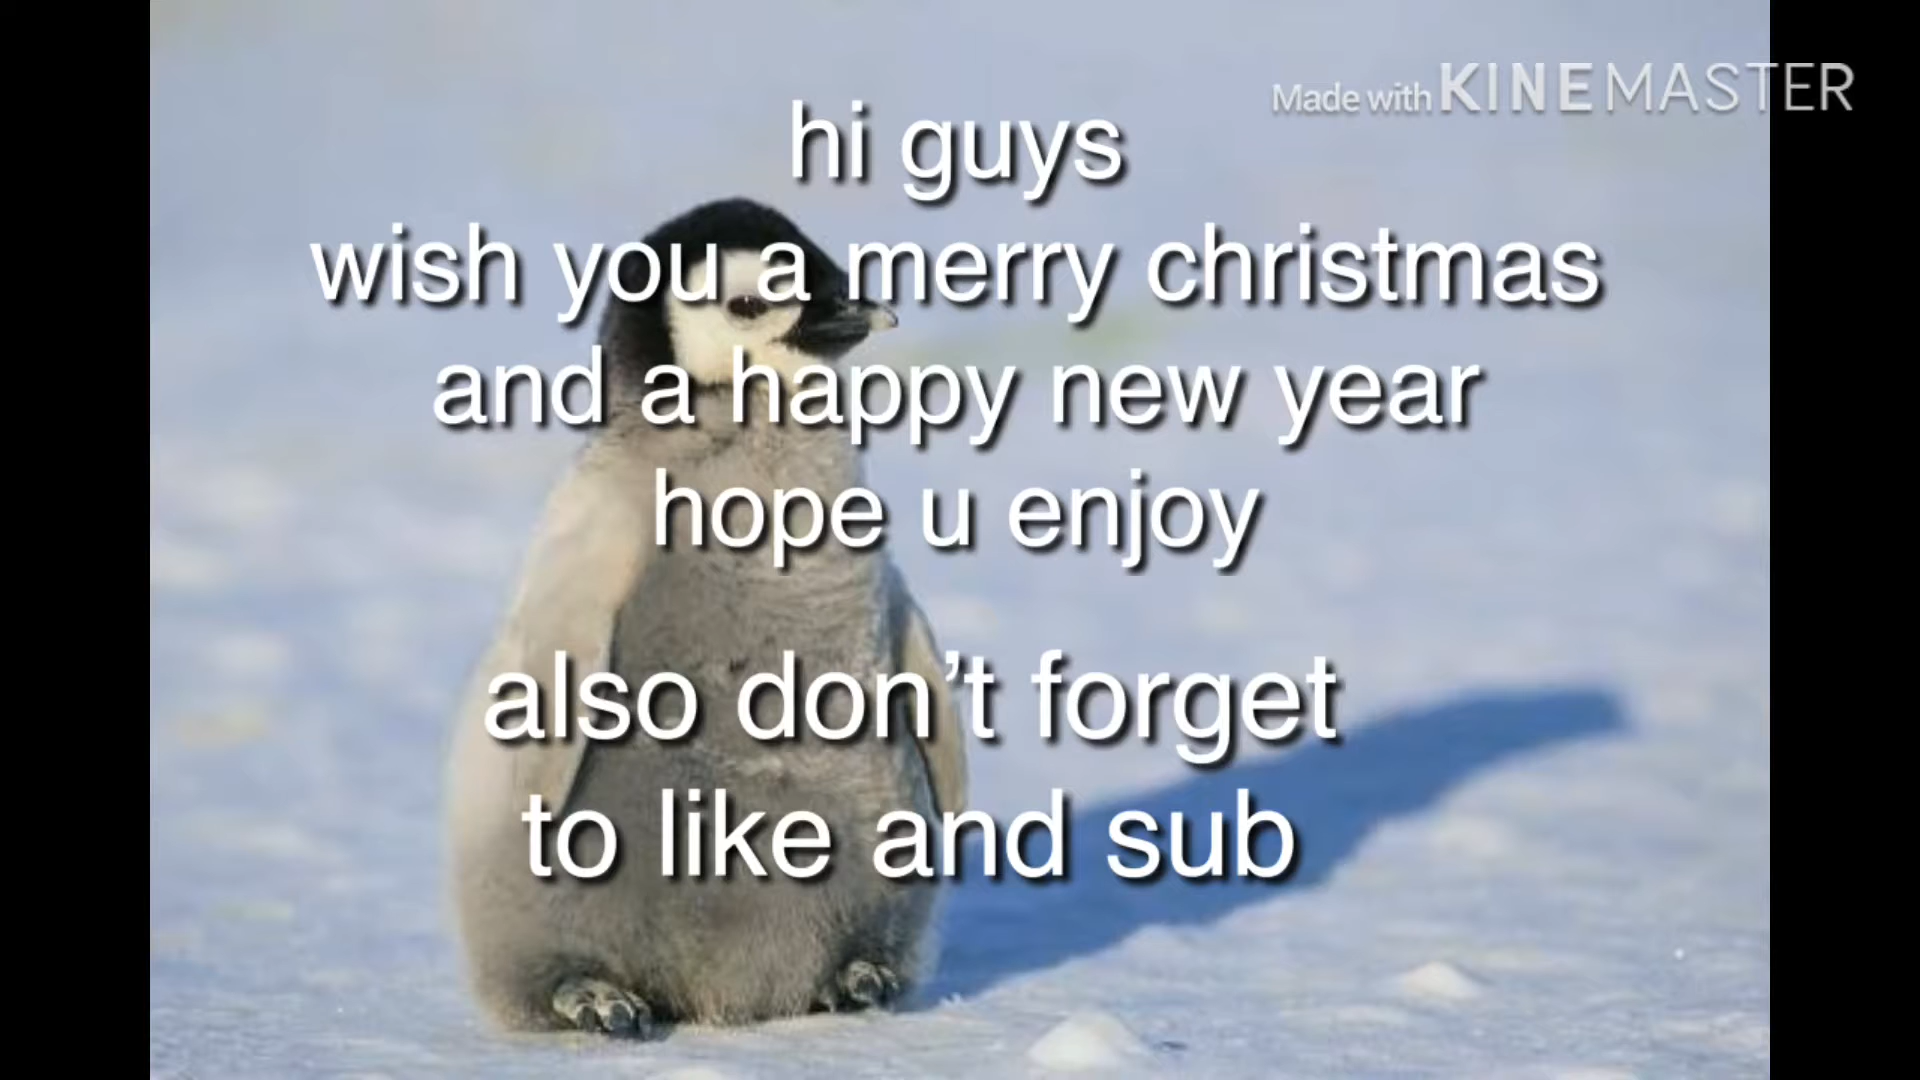 Made with KINEMASTER
hi guys
wish you a merry christmas
and a happy new year
hope u enjoy
also don’t forget
to like and sub